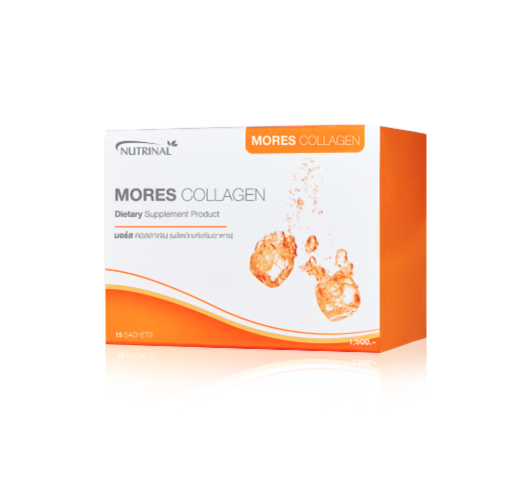 NUTRINAL
MORES COLLAGEN
MORES COLLAGEN
Dietary Supplement Product
มอร์ส คอลลาเจน (ผลิตภัณฑ์เสริมอาหาร)
15 SACHETS
1,500.-